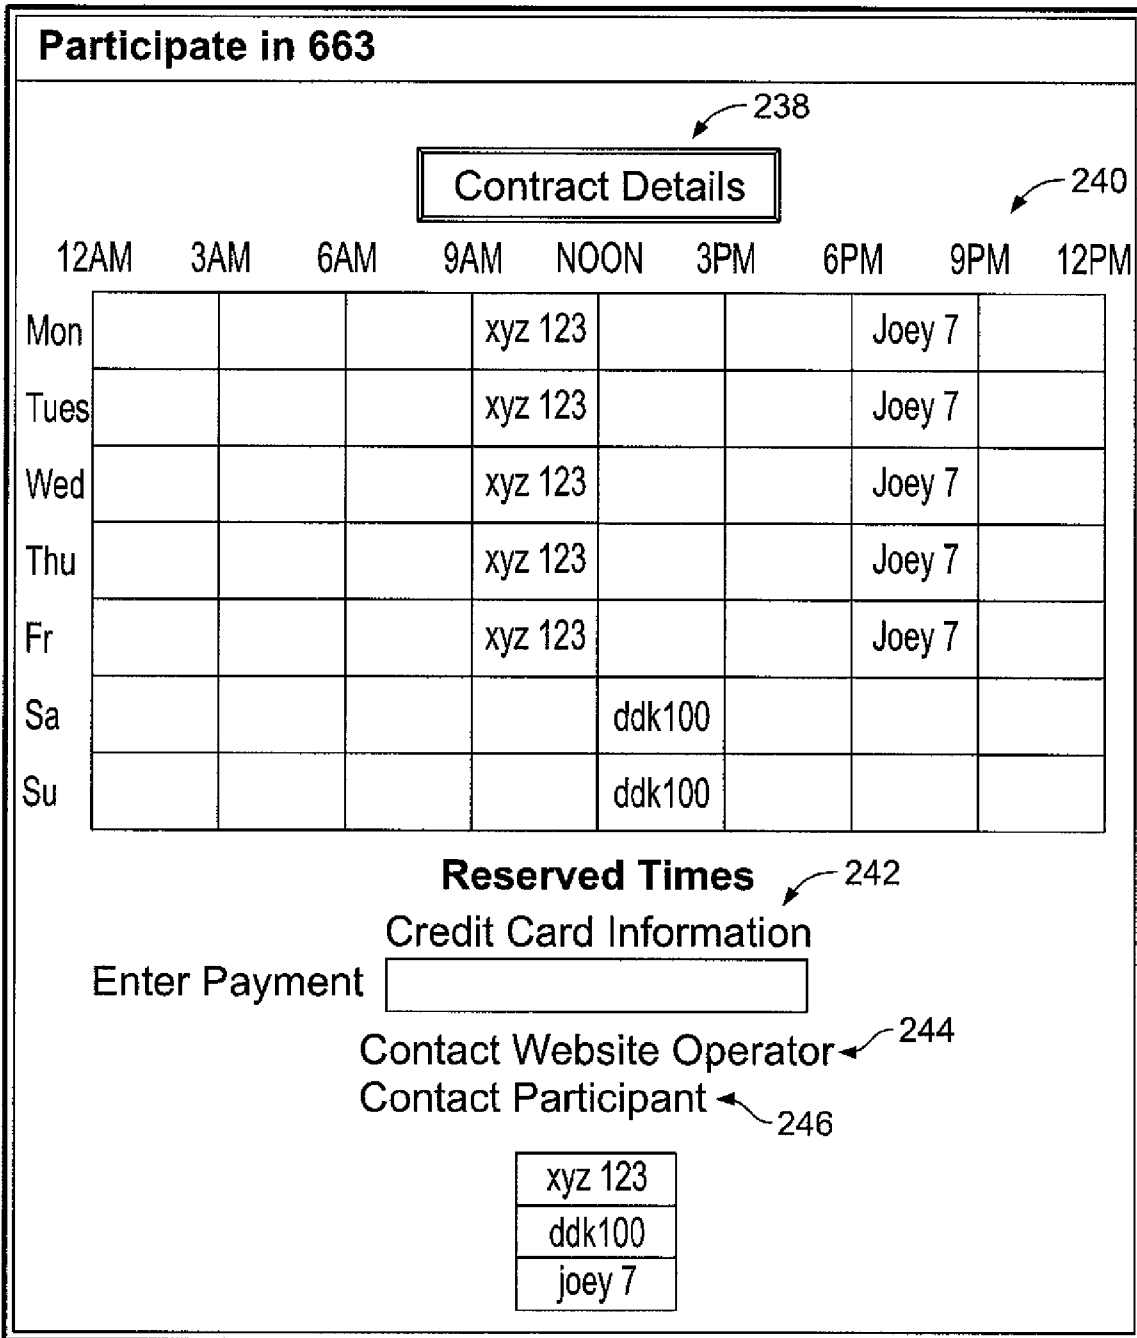 Participate in 663
238
Contract Details
240
12AM 3AM 6AM 9AM NOON 3PM 6PM 9PM 12PM
Mon xyz 123 Joey 7
Tues xyz 123 Joey 7
Wed xyz 123 Joey 7
Thu xyz 123 Joey 7
Fr xyz 123 Joey 7
Sa ddk100
Su ddk100
Reserved Times
242
Credit Card Information
Enter Payment
244
Contact Website Operator
Contact Participant
246
xyz 123
ddk100
joey 7